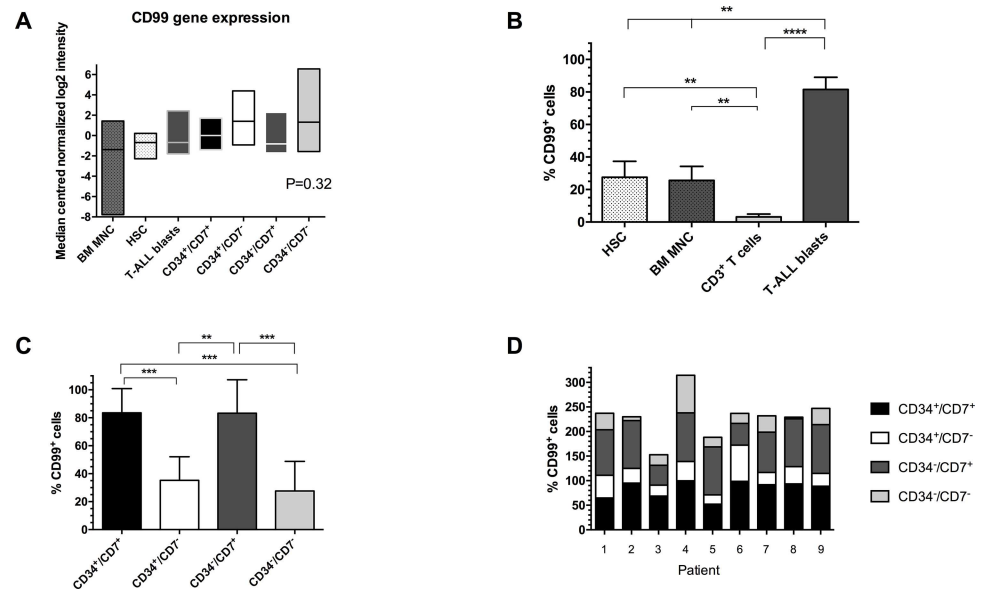 A
CD99 gene expression
Median centred normalized log2 intensity
6
4
2
0
-2
-4
-6
-8
P=0.32
BM MNC
HSC
T-ALL blasts
CD34+/CD7+
CD34+/CD7-
CD34-/CD7+
CD34-/CD7-
B
% CD99+ cells
100
80
60
40
20
0
**
****
**
**
HSC
BM MNC
CD3+ T cells
T-ALL blasts
C
% CD99+ cells
100
80
60
40
20
0
**
***
***
***
CD34+/CD7+
CD34+/CD7-
CD34-/CD7+
CD34-/CD7-
D
% CD99+ cells
300
250
200
150
100
50
0
1 2 3 4 5 6 7 8 9
Patient
CD34+/CD7+
CD34+/CD7-
CD34-/CD7+
CD34-/CD7-